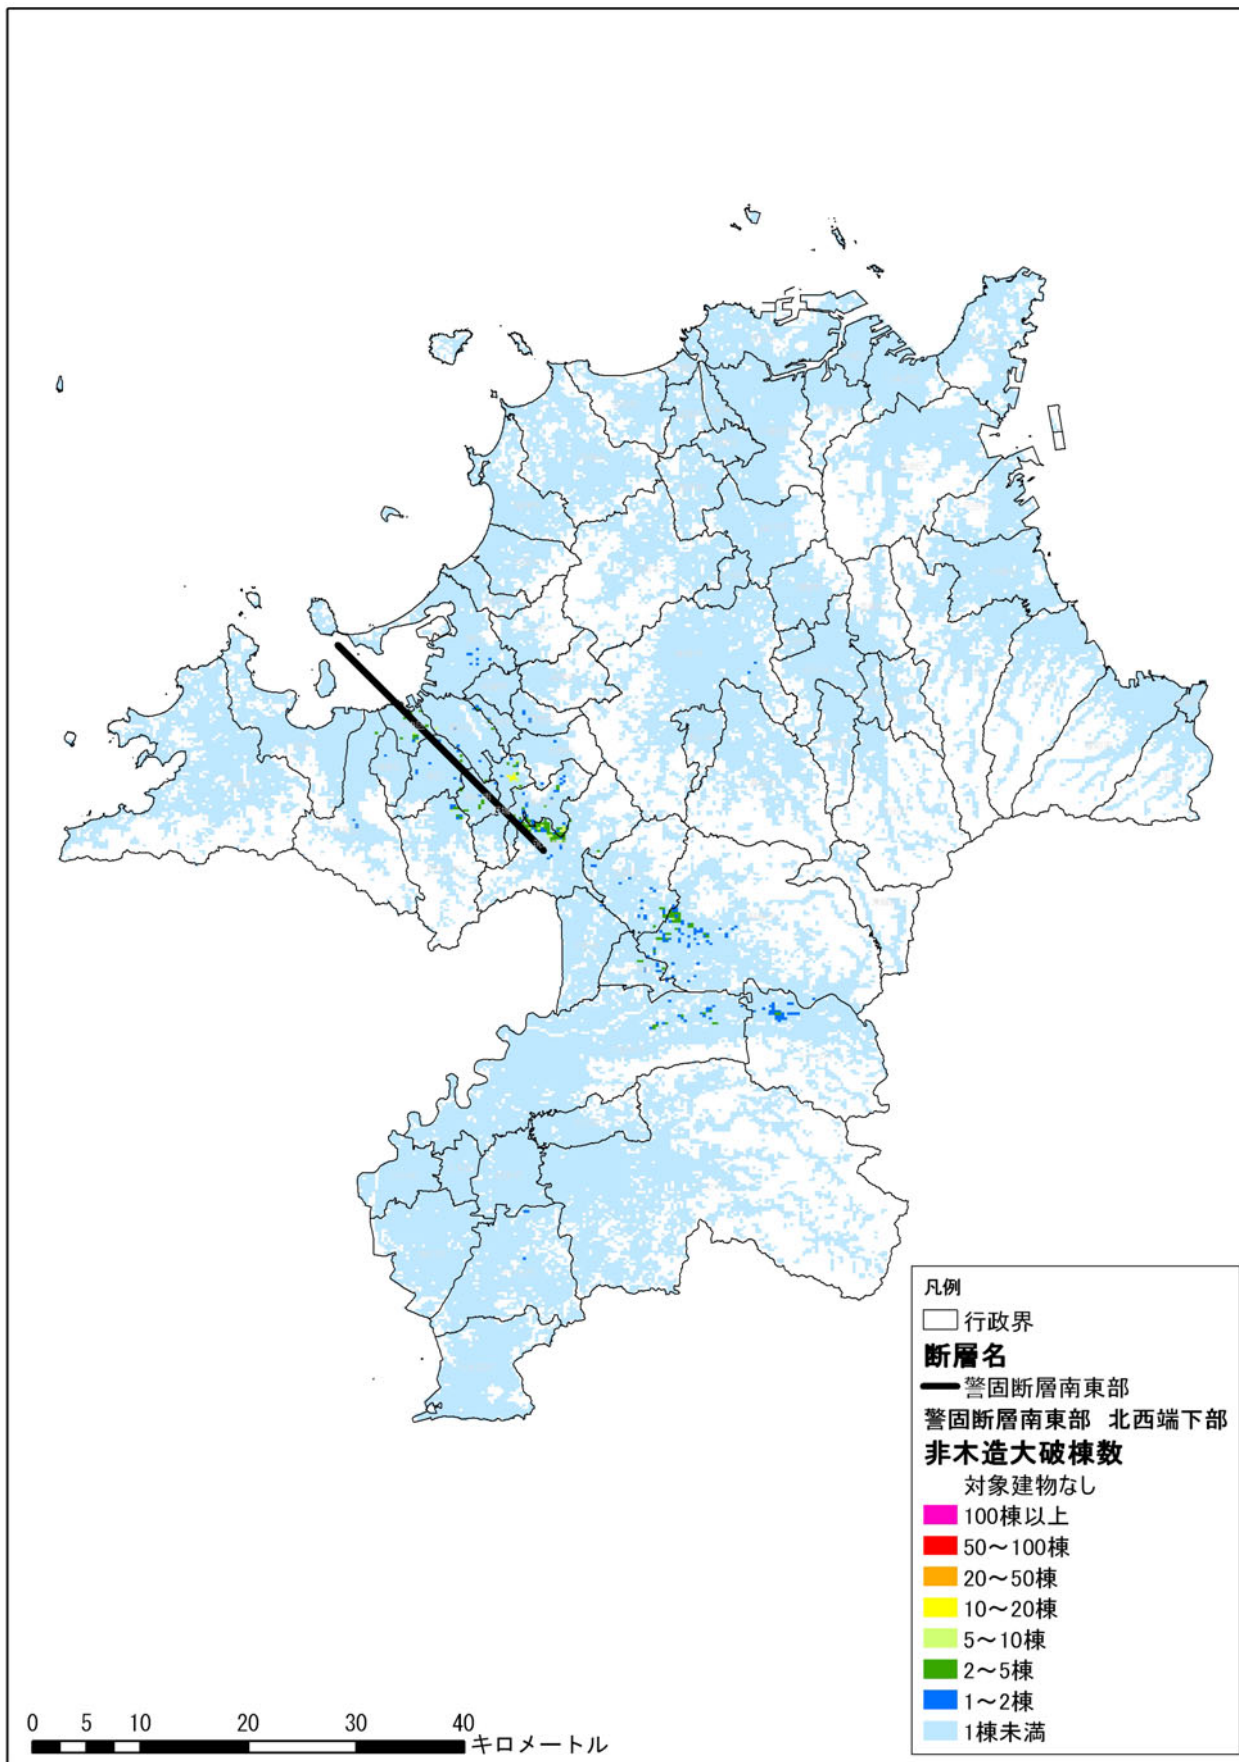 凡例
行政界
断層名
警固断層南東部
警固断層南東部 北西端下部
非木造大破棟数
対象建物なし
100棟以上
50～100棟
20～50棟
10～20棟
5～10棟
2～5棟
1～2棟
1棟未満
0 5 10 20 30 40
キロメートル